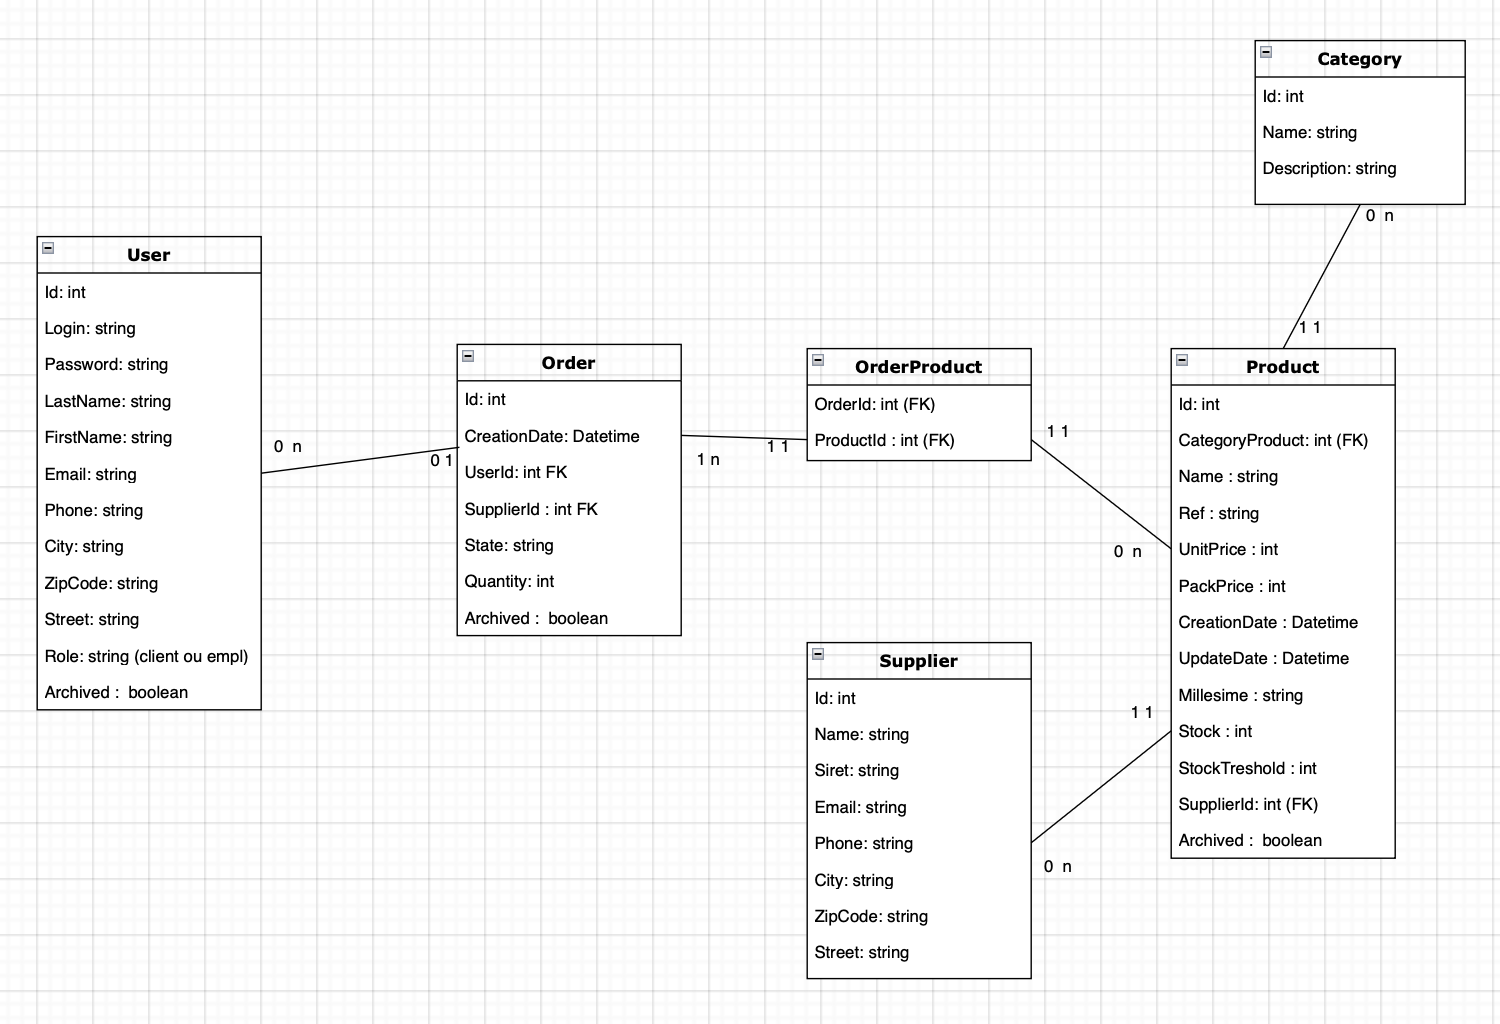 Category
Id: int
Name: string
Description: string
0 n
1 1
User
Id: int
Login: string
Password: string
LastName: string
FirstName: string
Email: string
Phone: string
City: string
ZipCode: string
Street: string
Role: string (client ou empl)
Archived : boolean
0 n
0 1
Order
Id: int
CreationDate: Datetime
UserId: int FK
SupplierId : int FK
State: string
Quantity: int
Archived : boolean
1 n
1 1
OrderProduct
OrderId: int (FK)
ProductId : int (FK)
1 1
0 n
Product
Id: int
CategoryProduct: int (FK)
Name : string
Ref : string
UnitPrice : int
PackPrice : int
CreationDate : Datetime
UpdateDate : Datetime
Millesime : string
Stock : int
StockTreshold : int
SupplierId: int (FK)
Archived : boolean
1 1
0 n
Supplier
Id: int
Name: string
Siret: string
Email: string
Phone: string
City: string
ZipCode: string
Street: string